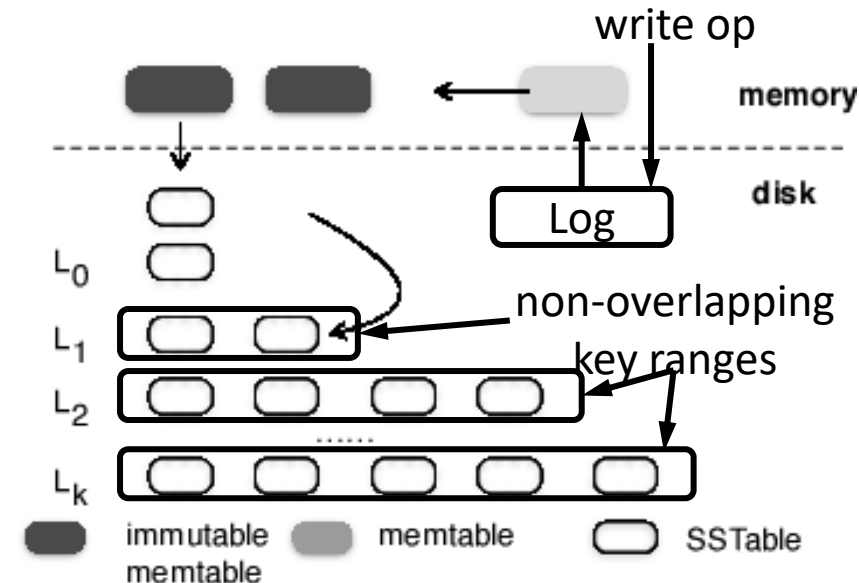 write op
memory
disk
Log
L0
non-overlapping
key ranges
L1
L2
......
Lk
immutable
memtable
memtable
SSTable